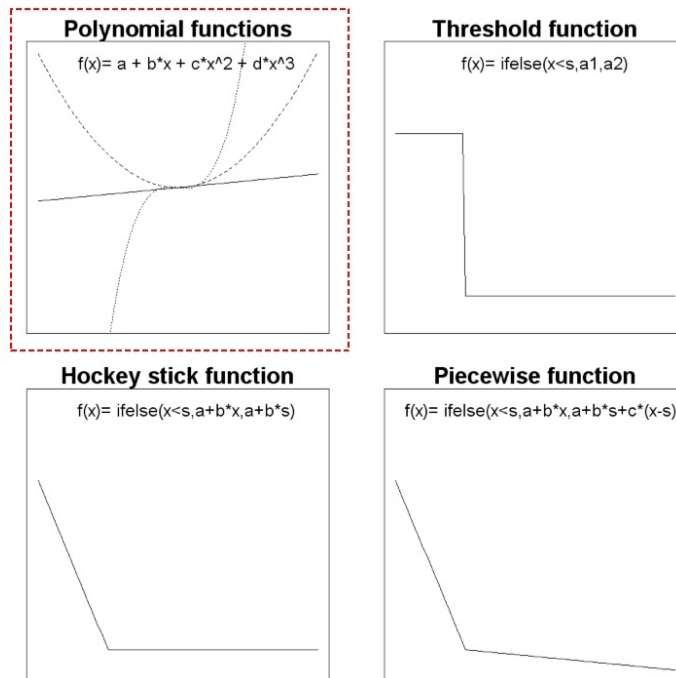 Polynomial functions
f(x)= a + b*x + c*x^2 + d*x^3
Threshold function
f(x)= ifelse(x<s,a1,a2)
Hockey stick function
f(x)= ifelse(x<s,a+b*x,a+b*s)
Piecewise function
f(x)= ifelse(x<s,a+b*x,a+b*s+c*(x-s)